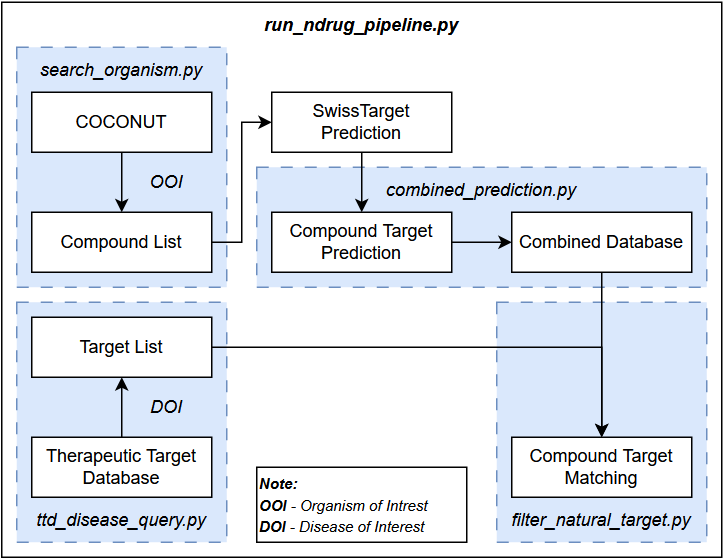 run_ndrug_pipeline.py
search_organism.py
COCONUT
OOI
Compound List
SwissTarget
Prediction
combined_prediction.py
Compound Target
Prediction
Combined Database
Target List
DOI
Therapeutic Target
Database
ttd_disease_query.py
Note:
OOI - Organism of Intrest
DOI - Disease of Interest
Compound Target
Matching
filter_natural_target.py